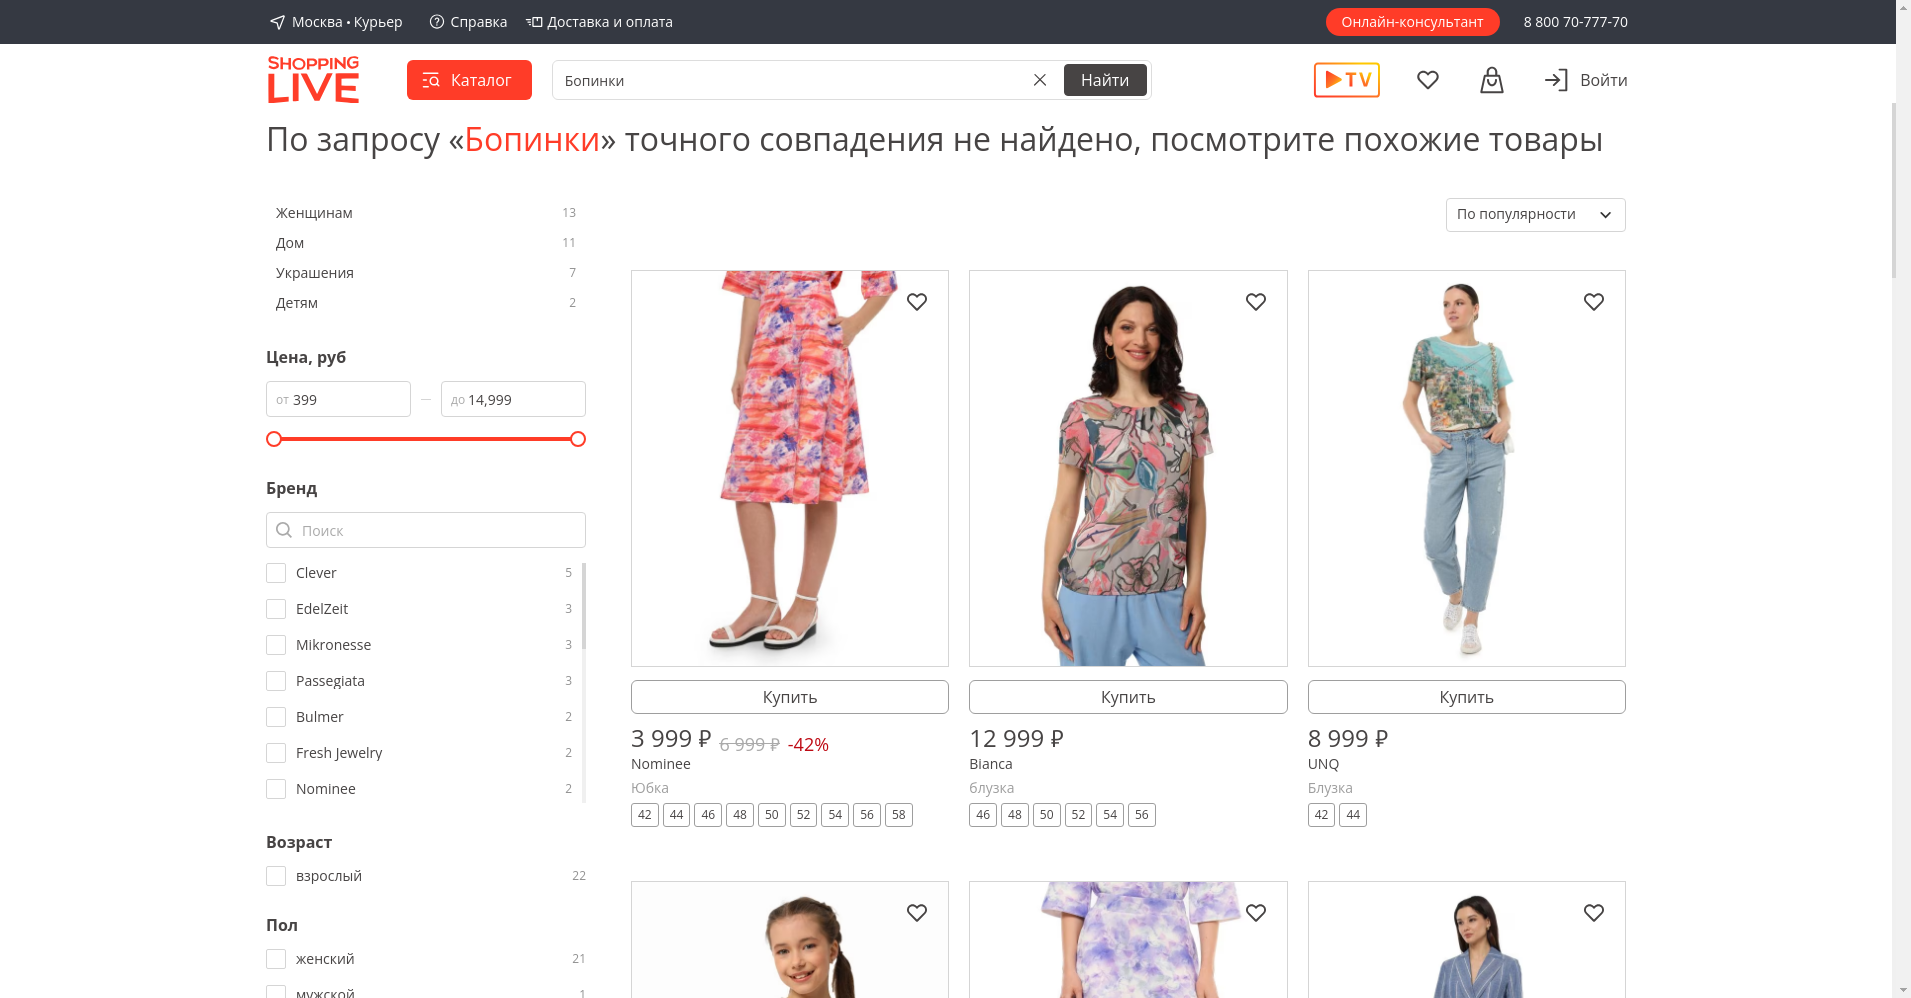 Москва • Курьер
Справка
Доставка и оплата
Онлайн-консультант
8 800 70-777-70
SHOPPING
LIVE
Каталог
Бопинки
Найти
TV
Войти
По запросу «Бопинки» точного совпадения не найдено, посмотрите похожие товары
Женщинам 13
Дом 11
Украшения 7
Детям 2
По популярности
Цена, руб
от 399 — до 14,999
Бренд
Поиск
Clever 5
EdelZeit 3
Mikronesse 3
Passegiata 3
Bulmer 2
Fresh Jewelry 2
Nominee 2
Возраст
взрослый 22
Пол
женский 21
мужской 1
Купить
3 999 ₽ 6 999 ₽ -42%
Nominee
Юбка
42 44 46 48 50 52 54 56 58
Купить
12 999 ₽
Bianca
блузка
46 48 50 52 54 56
Купить
8 999 ₽
UNQ
Блузка
42 44